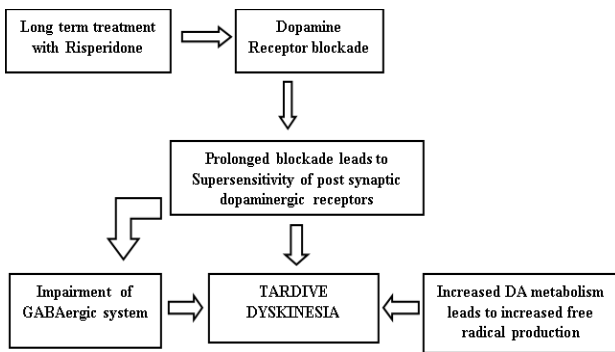 Long term treatment
with Risperidone
Dopamine
Receptor blockade
Prolonged blockade leads to
Supersensitivity of post synaptic
dopaminergic receptors
Impairment of
GABAergic system
TARDIVE
DYSKINESIA
Increased DA metabolism
leads to increased free
radical production